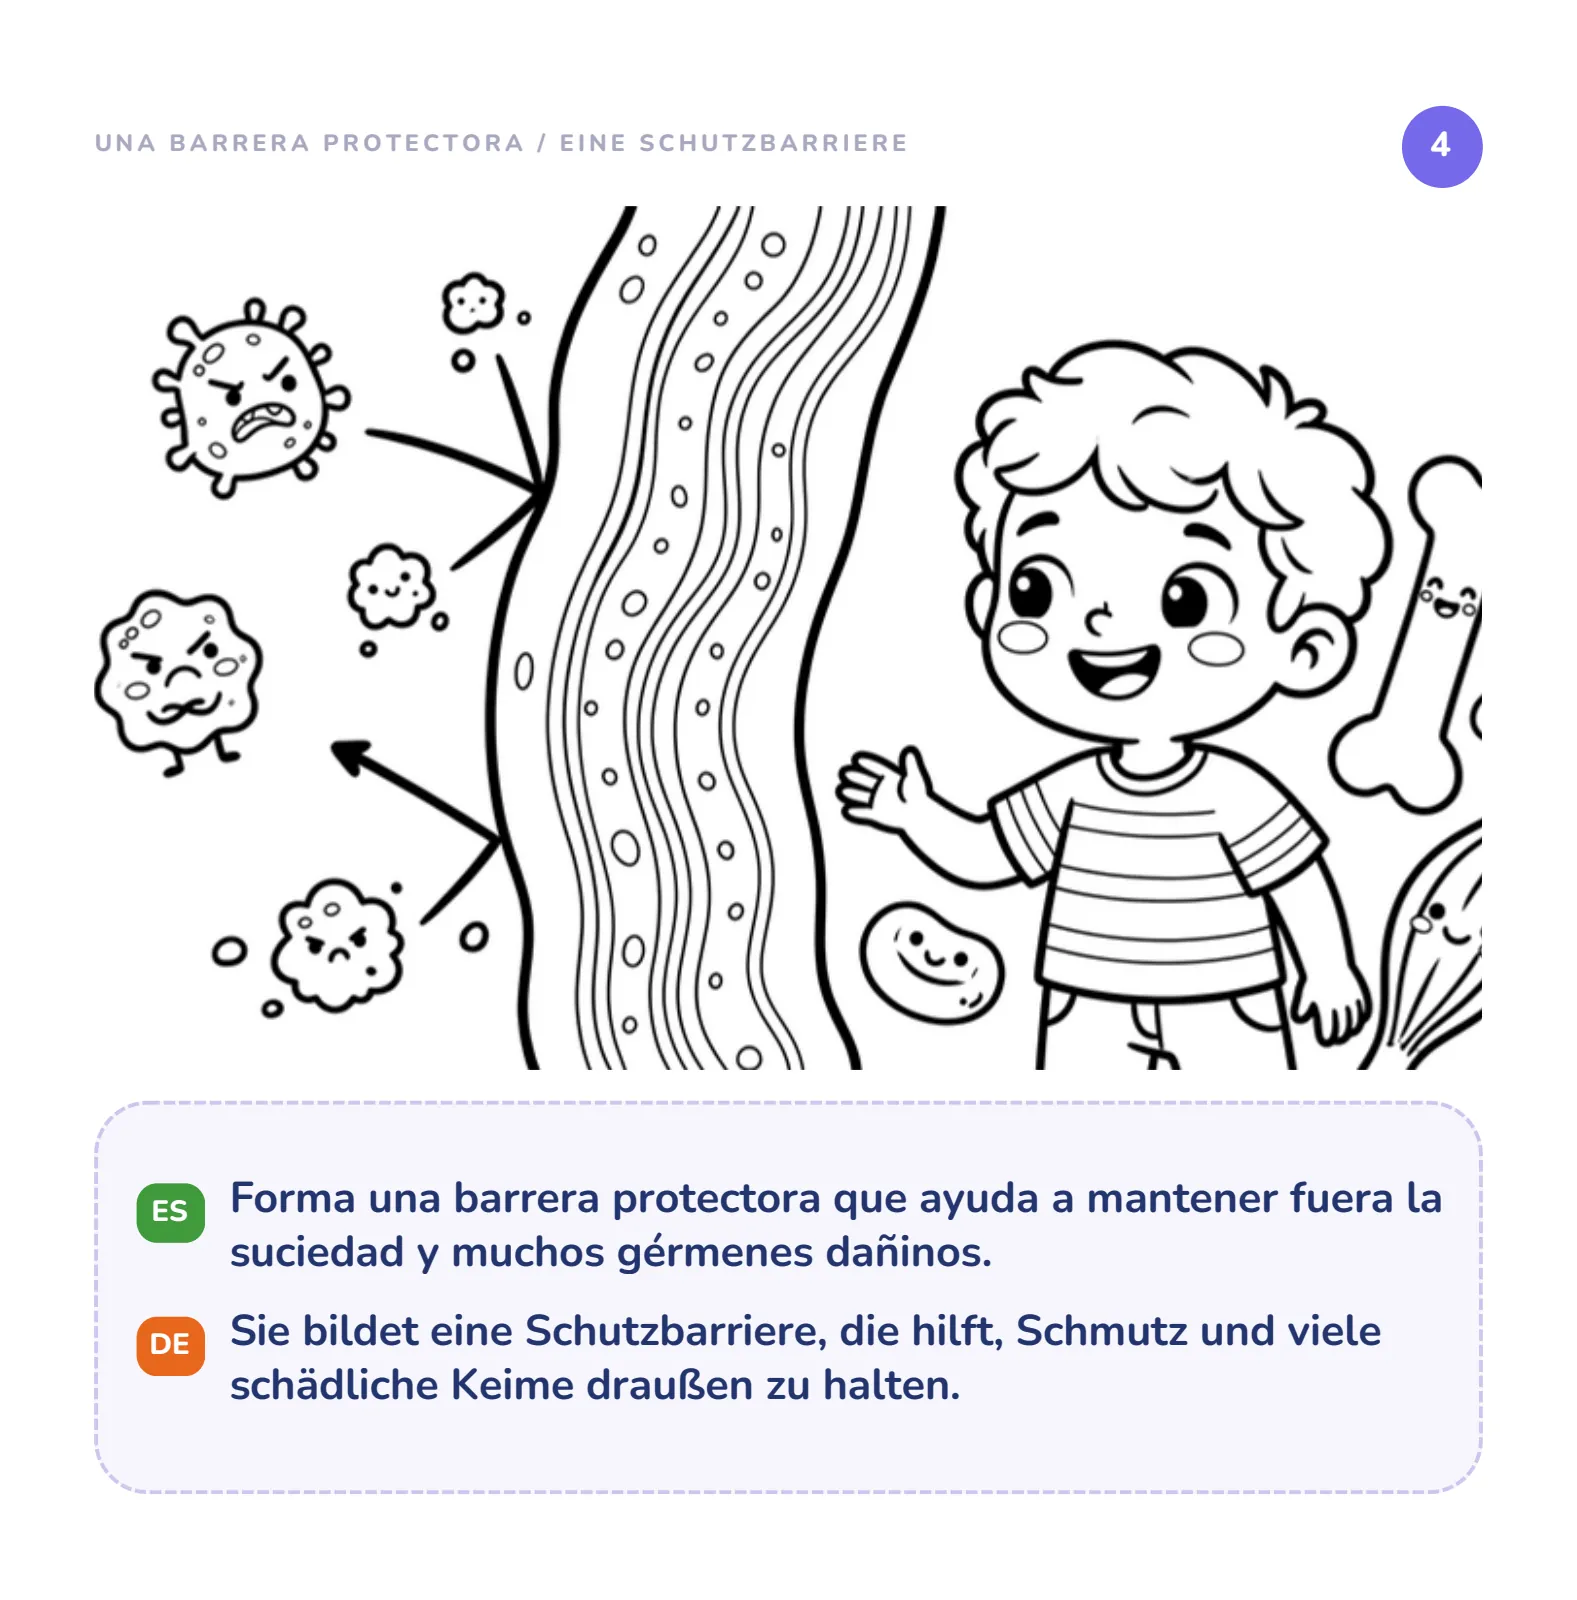 UNA BARRERA PROTECTORA / EINE SCHUTZBARRIERE
4
ES
Forma una barrera protectora que ayuda a mantener fuera la
suciedad y muchos gérmenes dañinos.
DE
Sie bildet eine Schutzbarriere, die hilft, Schmutz und viele
schädliche Keime draußen zu halten.